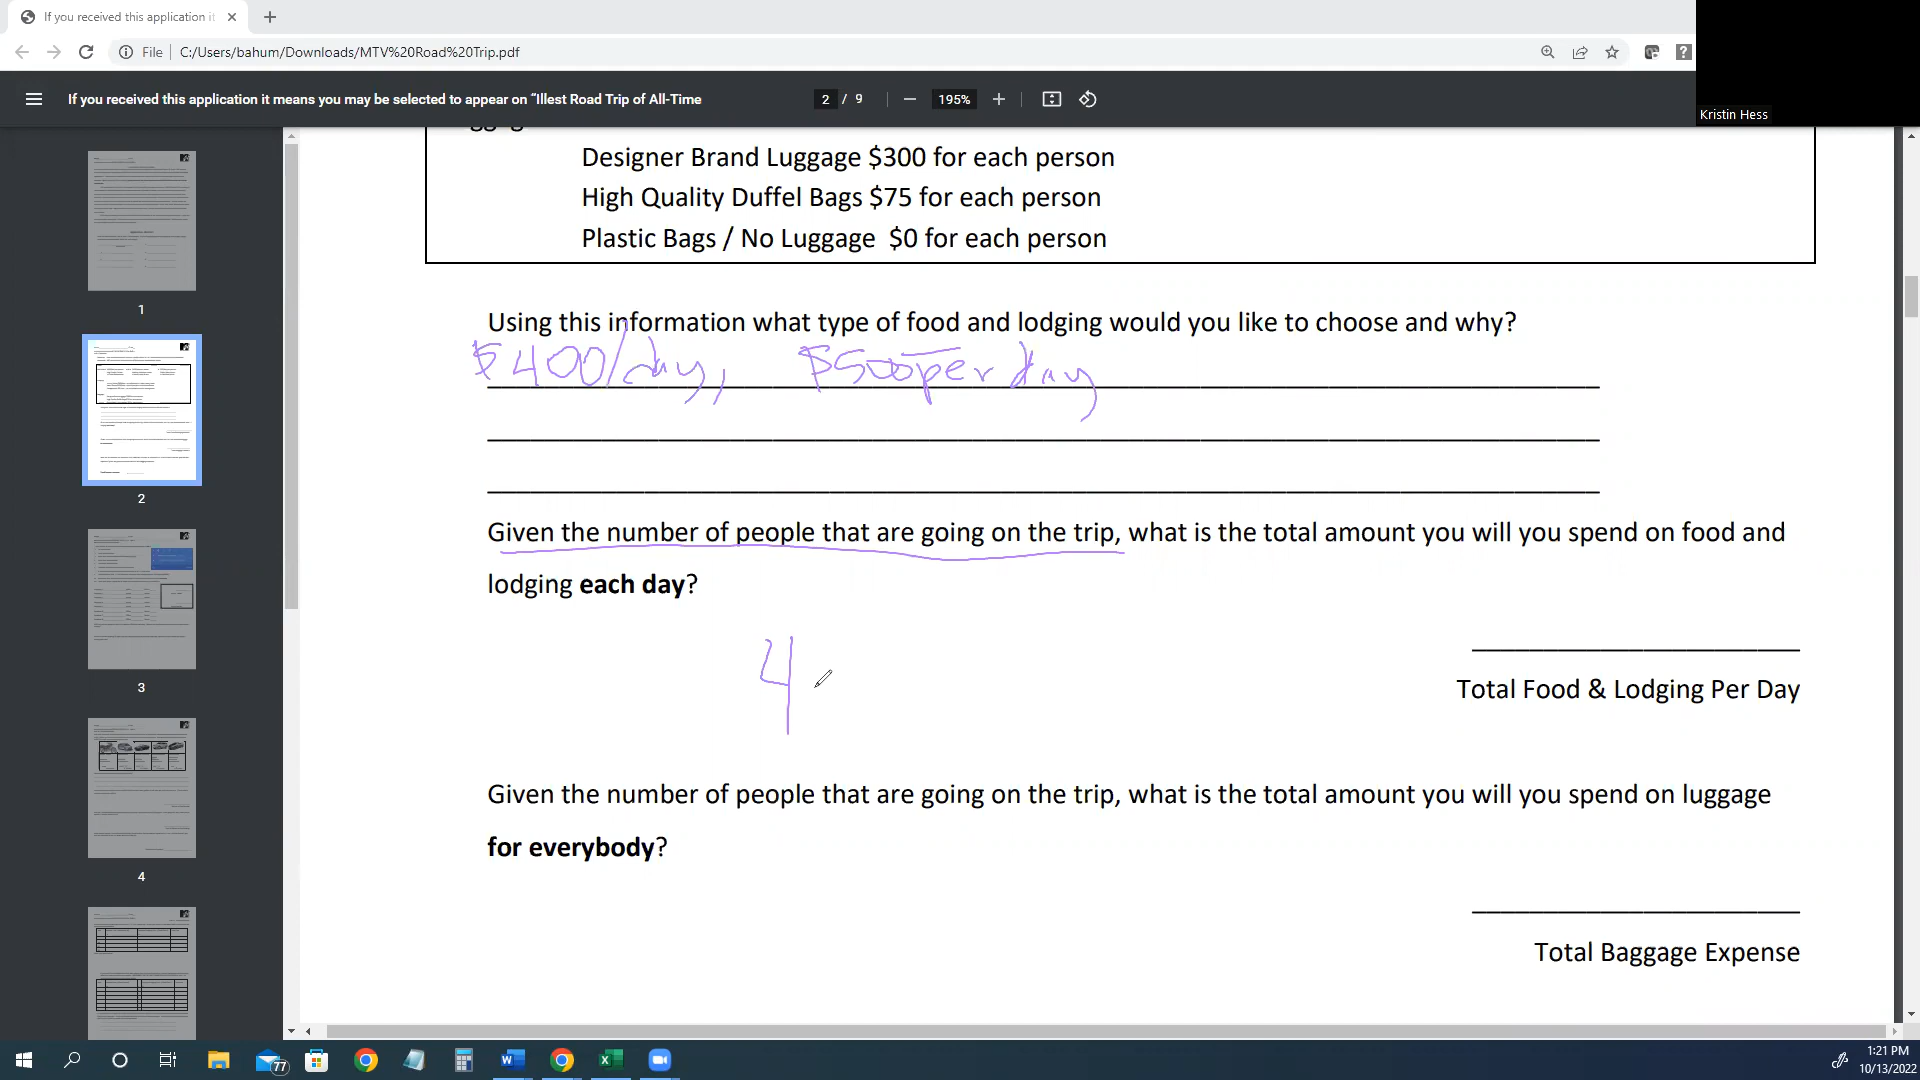 If you received this application it
File
C:/Users/bahum/Downloads/MTV%20Road%20Trip.pdf
Kristin Hess
If you received this application it means you may be selected to appear on “Illest Road Trip of All-Time
2 / 9
195%
Designer Brand Luggage $300 for each person
High Quality Duffel Bags $75 for each person
Plastic Bags / No Luggage $0 for each person
Using this information what type of food and lodging would you like to choose and why?
$400/day, $500 per day
Given the number of people that are going on the trip, what is the total amount you will you spend on food and
lodging each day?
4
Total Food & Lodging Per Day
Given the number of people that are going on the trip, what is the total amount you will you spend on luggage
for everybody?
Total Baggage Expense
1
2
3
4
77
1:21 PM
10/13/2022